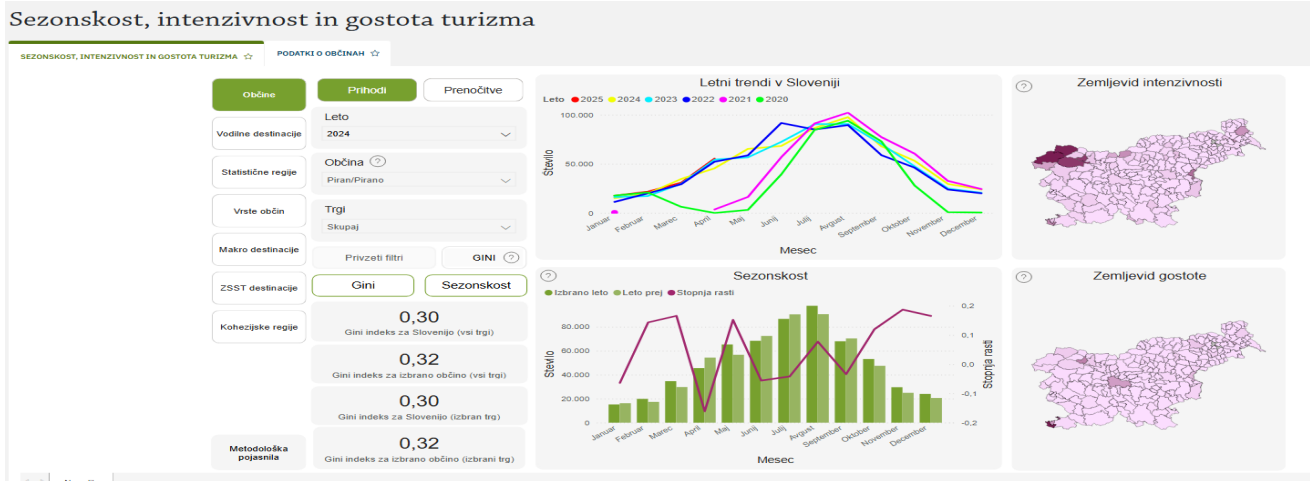 Sezonskost, intenzivnost in gostota turizma
SEZONSKOST, INTENZIVNOST IN GOSTOTA TURIZMA
PODATKI O OBČINAH
Občine
Vodilne destinacije
Statistične regije
Vrste občin
Makro destinacije
ZSST destinacije
Kohezijske regije
Metodološka
pojasnila
Prihodi
Prenočitve
Leto
2024
Občina ?
Piran/Pirano
Trgi
Skupaj
Privzeti filtri
GINI ?
Gini
Sezonskost
0,30
Gini indeks za Slovenijo (vsi trgi)
0,32
Gini indeks za izbrano občino (vsi trgi)
0,30
Gini indeks za Slovenijo (izbran trg)
0,32
Gini indeks za izbrano občino (izbrani trg)
Letni trendi v Sloveniji
Leto 2025 2024 2023 2022 2021 2020
100.000
50.000
0
Število
Januar Februar Marec April Maj Junij Julij Avgust September Oktober November December
Mesec
?
Sezonskost
Izbrano leto Leto prej Stopnja rasti
80.000
60.000
40.000
20.000
0
Število
0,2
0,1
0,0
-0,1
-0,2
Stopnja rasti
Januar Februar Marec April Maj Junij Julij Avgust September Oktober November December
Mesec
?
Zemljevid intenzivnosti
?
Zemljevid gostote